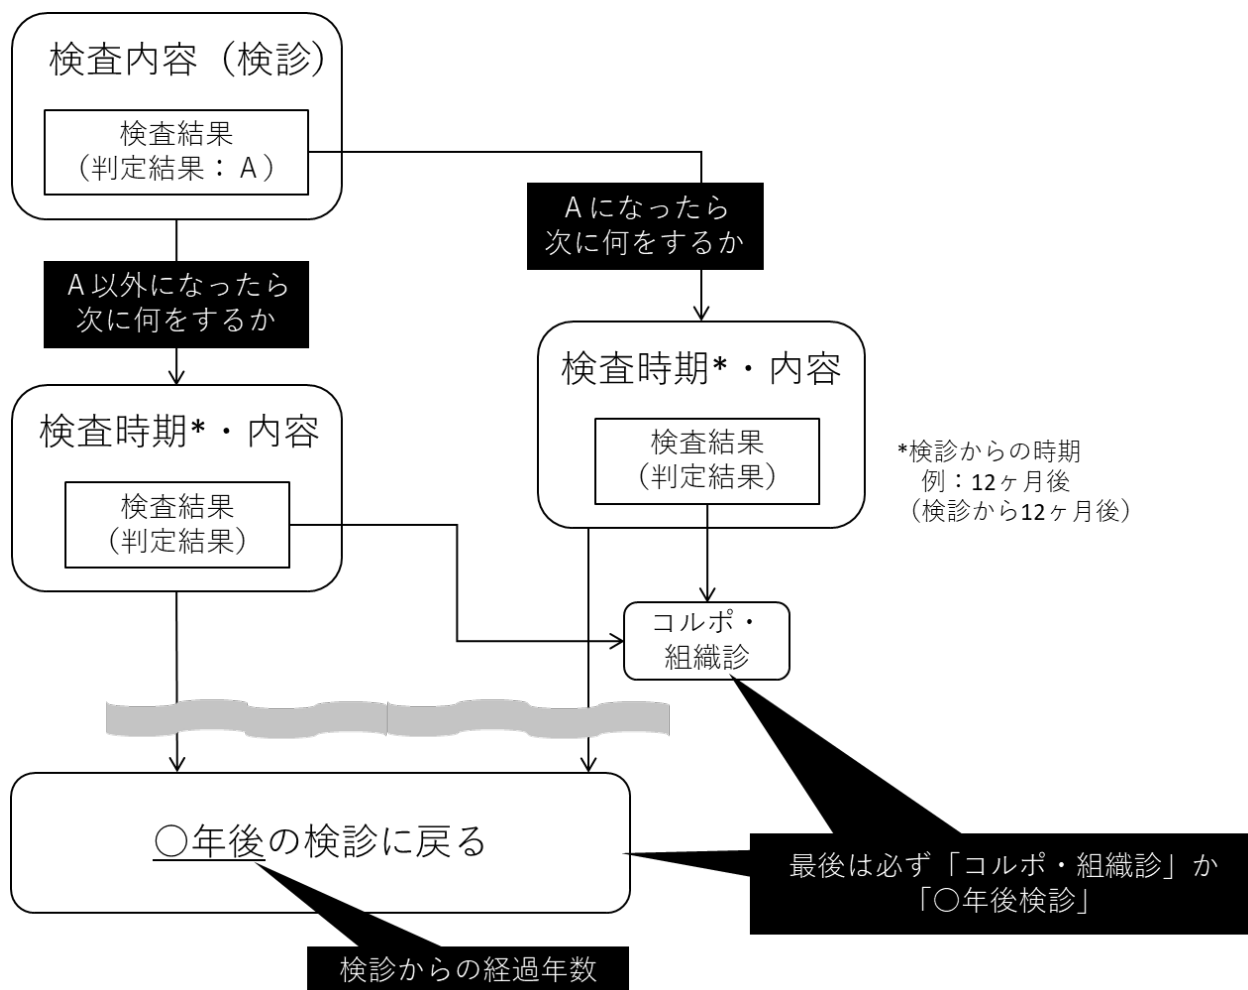 検査内容（検診）
検査結果
（判定結果：Ａ）
Ａになったら
次に何をするか
Ａ以外になったら
次に何をするか
検査時期*・内容
検査結果
（判定結果）
検査時期*・内容
検査結果
（判定結果）
*検診からの時期
例：12ヶ月後
（検診から12ヶ月後）
コルポ・
組織診
○年後の検診に戻る
最後は必ず「コルポ・組織診」か
「○年後検診」
検診からの経過年数